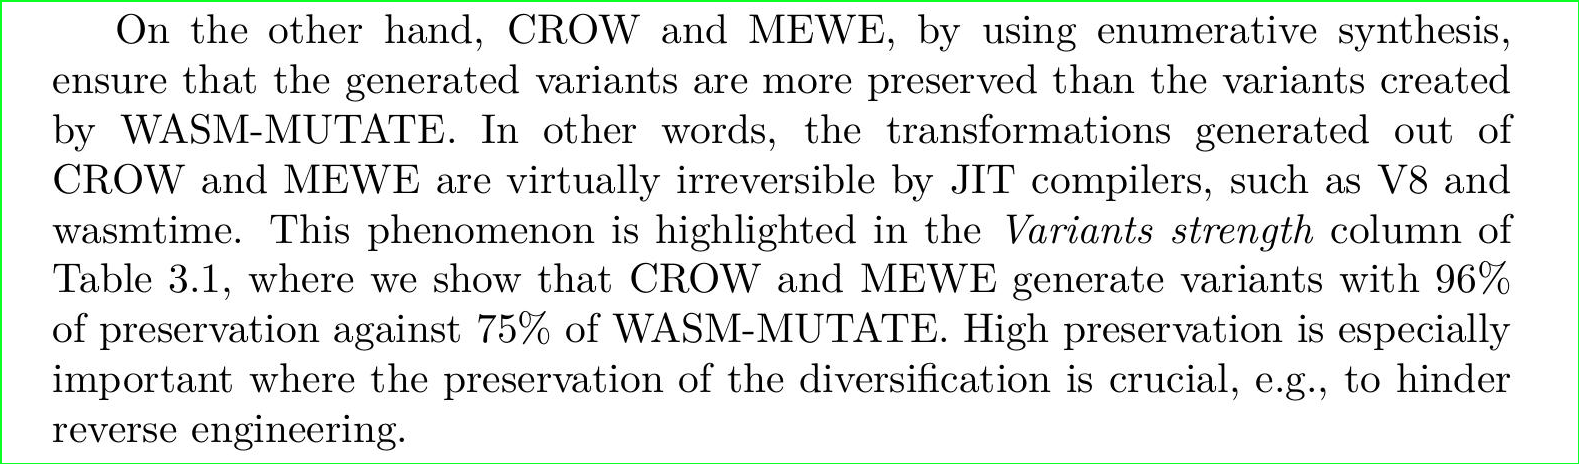 On the other hand, CROW and MEWE, by using enumerative synthesis,
ensure that the generated variants are more preserved than the variants created
by WASM-MUTATE. In other words, the transformations generated out of
CROW and MEWE are virtually irreversible by JIT compilers, such as V8 and
wasmtime. This phenomenon is highlighted in the Variants strength column of
Table 3.1, where we show that CROW and MEWE generate variants with 96%
of preservation against 75% of WASM-MUTATE. High preservation is especially
important where the preservation of the diversification is crucial, e.g., to hinder
reverse engineering.